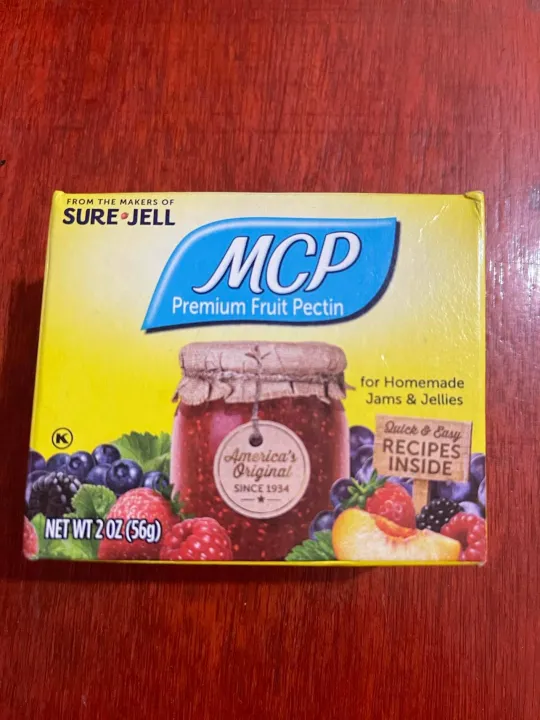 FROM THE MAKERS OF
SURE•JELL
MCP
Premium Fruit Pectin
for Homemade
Jams & Jellies
K
America's
Original
SINCE 1934
Quick & Easy
RECIPES
INSIDE
NET WT 2 OZ (56g)